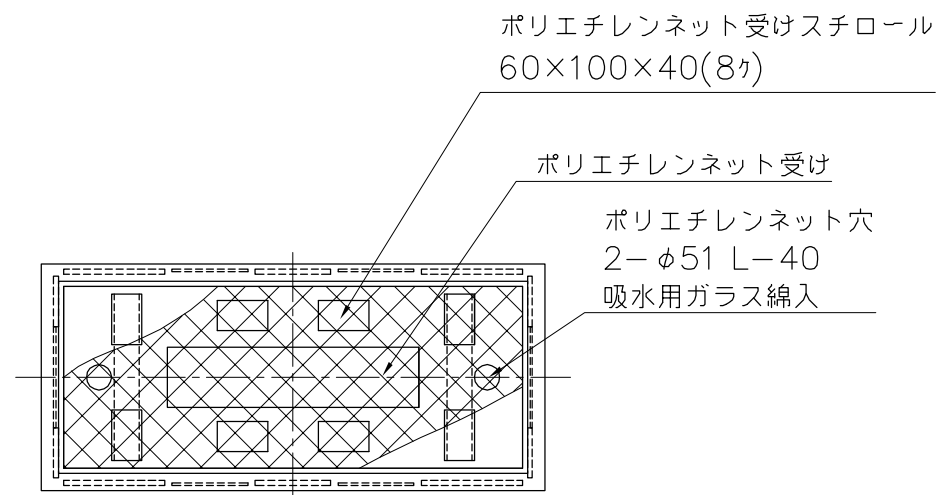 ポリエチレンネット受けスチロール
60×100×40(8ヶ)
ポリエチレンネット受け
ポリエチレンネット穴
2−φ51 L−40
吸水用ガラス綿入